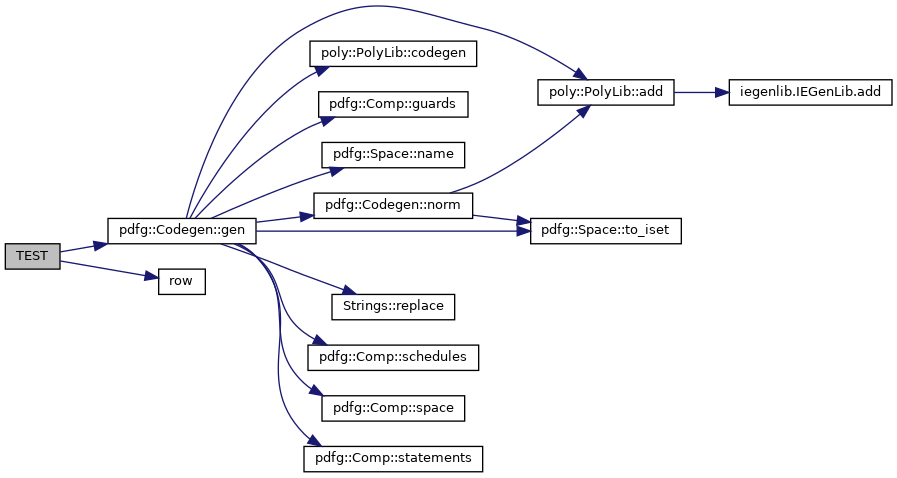 poly::PolyLib::codegen
poly::PolyLib::add
iegenlib.IEGenLib.add
pdfg::Comp::guards
pdfg::Space::name
pdfg::Codegen::norm
pdfg::Codegen::gen
pdfg::Space::to_iset
TEST
row
Strings::replace
pdfg::Comp::schedules
pdfg::Comp::space
pdfg::Comp::statements